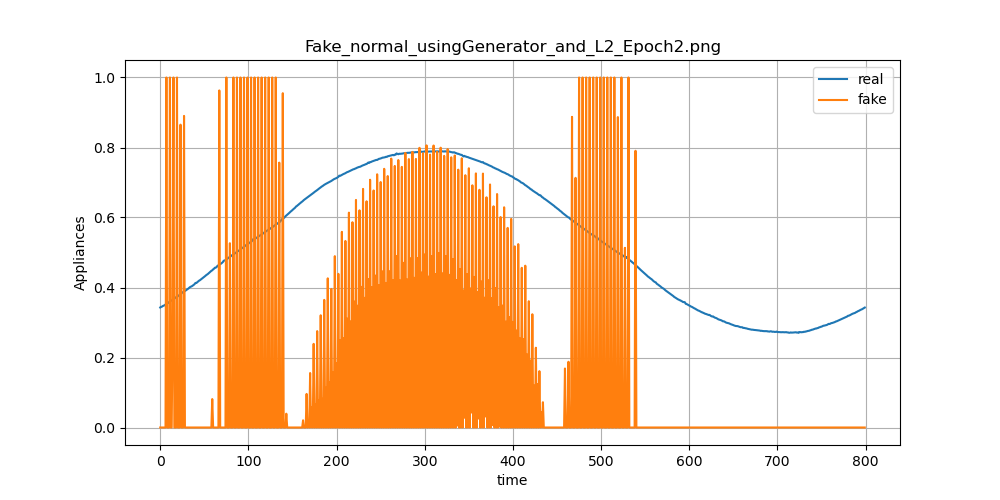 Fake_normal_usingGenerator_and_L2_Epoch2.png
real
fake
1.0
0.8
0.6
0.4
0.2
0.0
Appliances
0 100 200 300 400 500 600 700 800
time